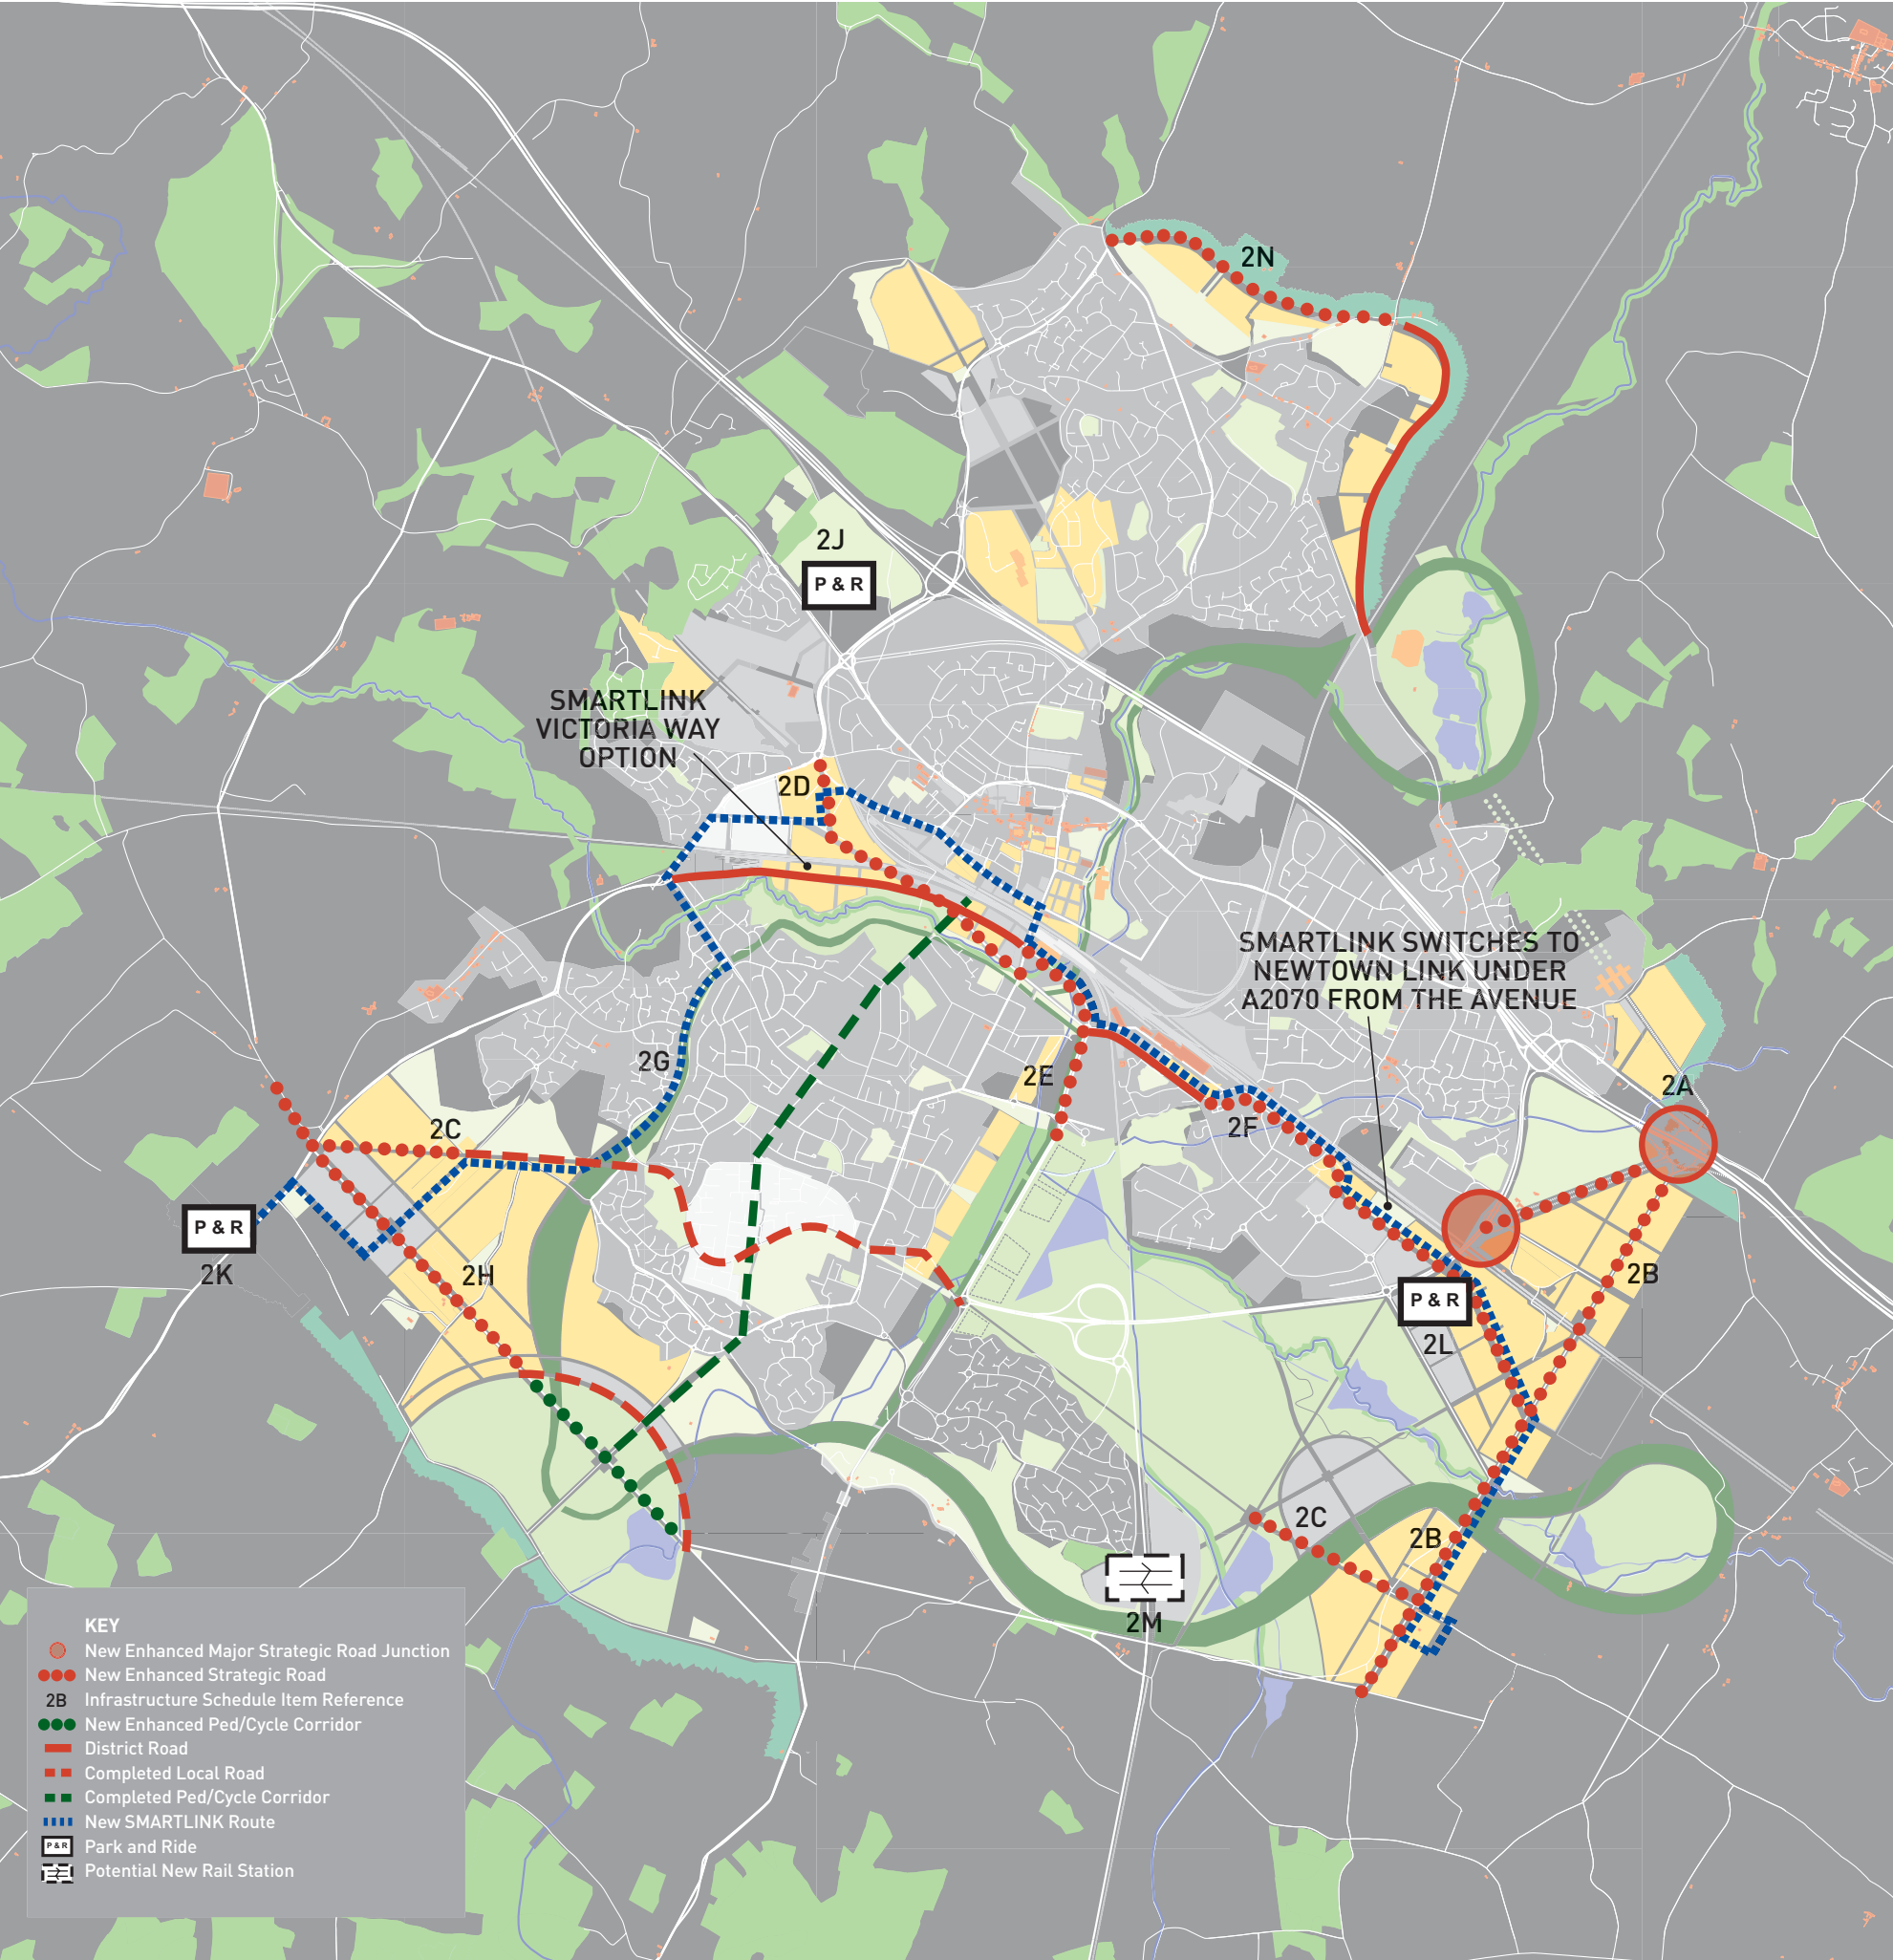 2N
2J
P & R
SMARTLINK
VICTORIA WAY
OPTION
2D
SMARTLINK SWITCHES TO
NEWTOWN LINK UNDER
A2070 FROM THE AVENUE
2G
2E
2A
2F
2C
P & R
2K
2H
2B
P & R
2L
2C
2B
2M
KEY
New Enhanced Major Strategic Road Junction
New Enhanced Strategic Road
2B Infrastructure Schedule Item Reference
New Enhanced Ped/Cycle Corridor
District Road
Completed Local Road
Completed Ped/Cycle Corridor
New SMARTLINK Route
P & R Park and Ride
Potential New Rail Station